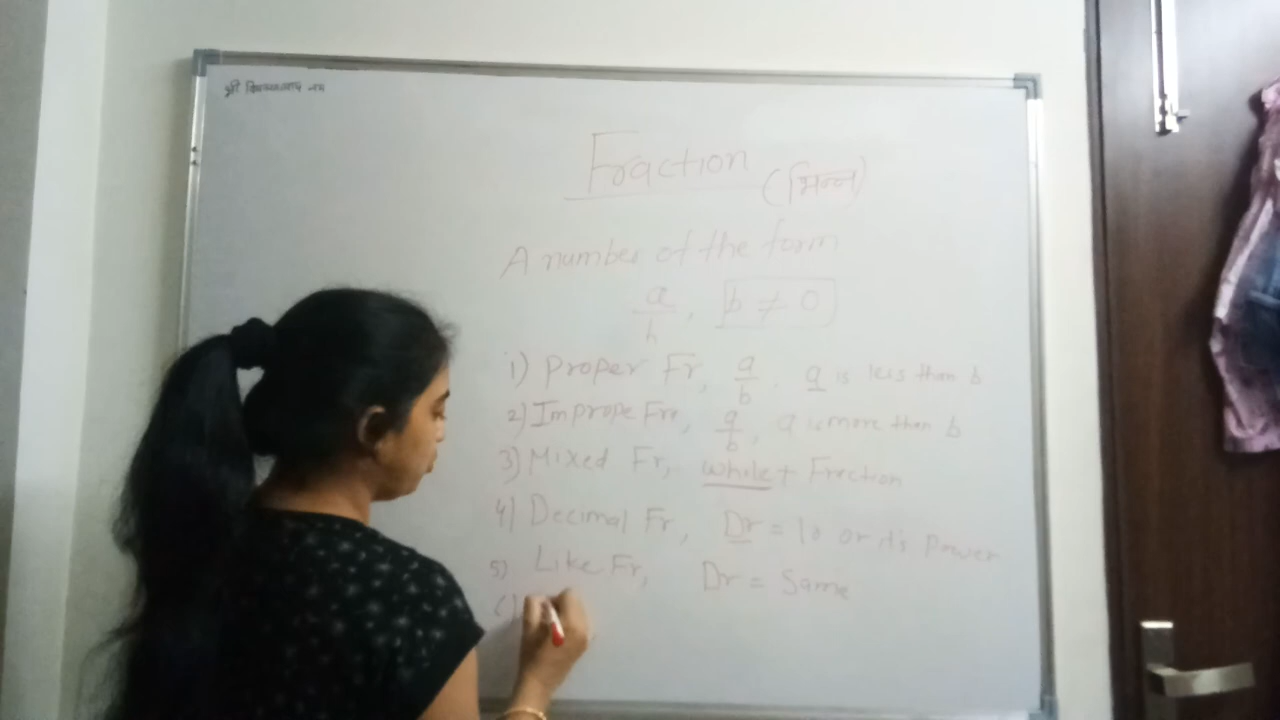 श्री
Fraction
(भिन्न)
A number of the form
a/b, b ≠ 0
1) Proper Fr, a/b. a is less than b
2) Imprope Fr, a/b, a is more than b
3) Mixed Fr, whole + Fraction
4) Decimal Fr, Dr = 10 or it's Power
5) Like Fr, Dr = Same